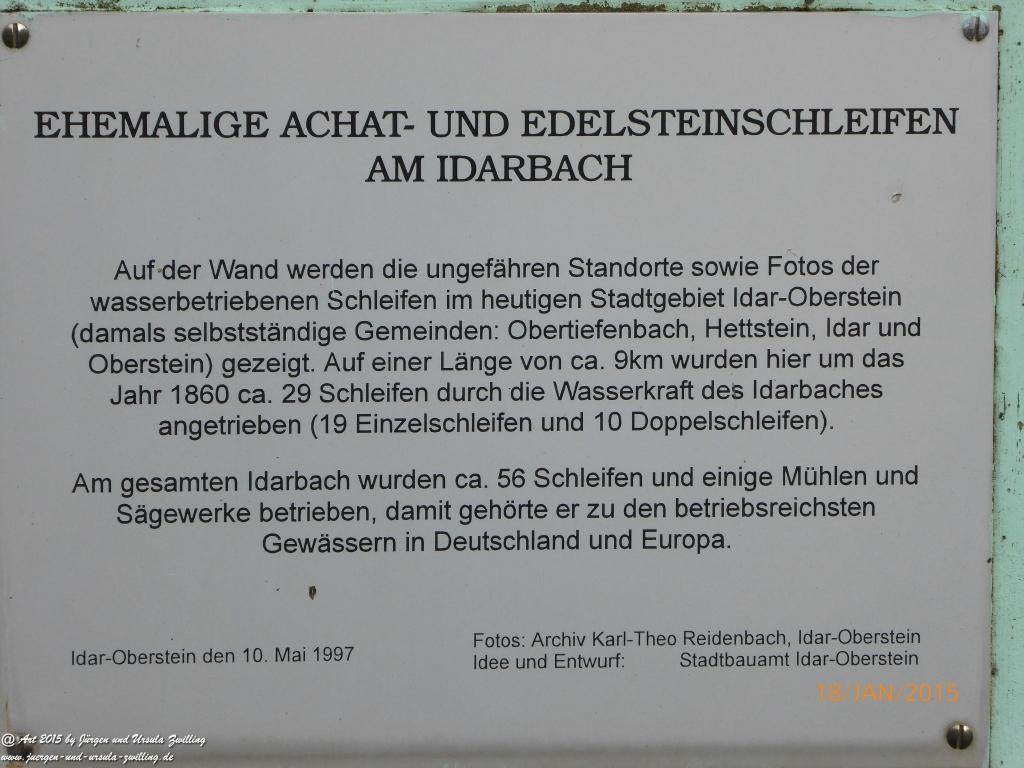 EHEMALIGE ACHAT- UND EDELSTEINSCHLEIFEN
AM IDARBACH
Auf der Wand werden die ungefähren Standorte sowie Fotos der
wasserbetriebenen Schleifen im heutigen Stadtgebiet Idar-Oberstein
(damals selbstständige Gemeinden: Obertiefenbach, Hettstein, Idar und
Oberstein) gezeigt. Auf einer Länge von ca. 9km wurden hier um das
Jahr 1860 ca. 29 Schleifen durch die Wasserkraft des Idarbaches
angetrieben (19 Einzelschleifen und 10 Doppelschleifen).
Am gesamten Idarbach wurden ca. 56 Schleifen und einige Mühlen und
Sägewerke betrieben, damit gehörte er zu den betriebsreichsten
Gewässern in Deutschland und Europa.
Idar-Oberstein den 10. Mai 1997
Fotos: Archiv Karl-Theo Reidenbach, Idar-Oberstein
Idee und Entwurf: Stadtbauamt Idar-Oberstein
18/JAN/2015
@ Art 2015 by Jürgen und Ursula Zwilling
www.juergen-und-ursula-zwilling.de